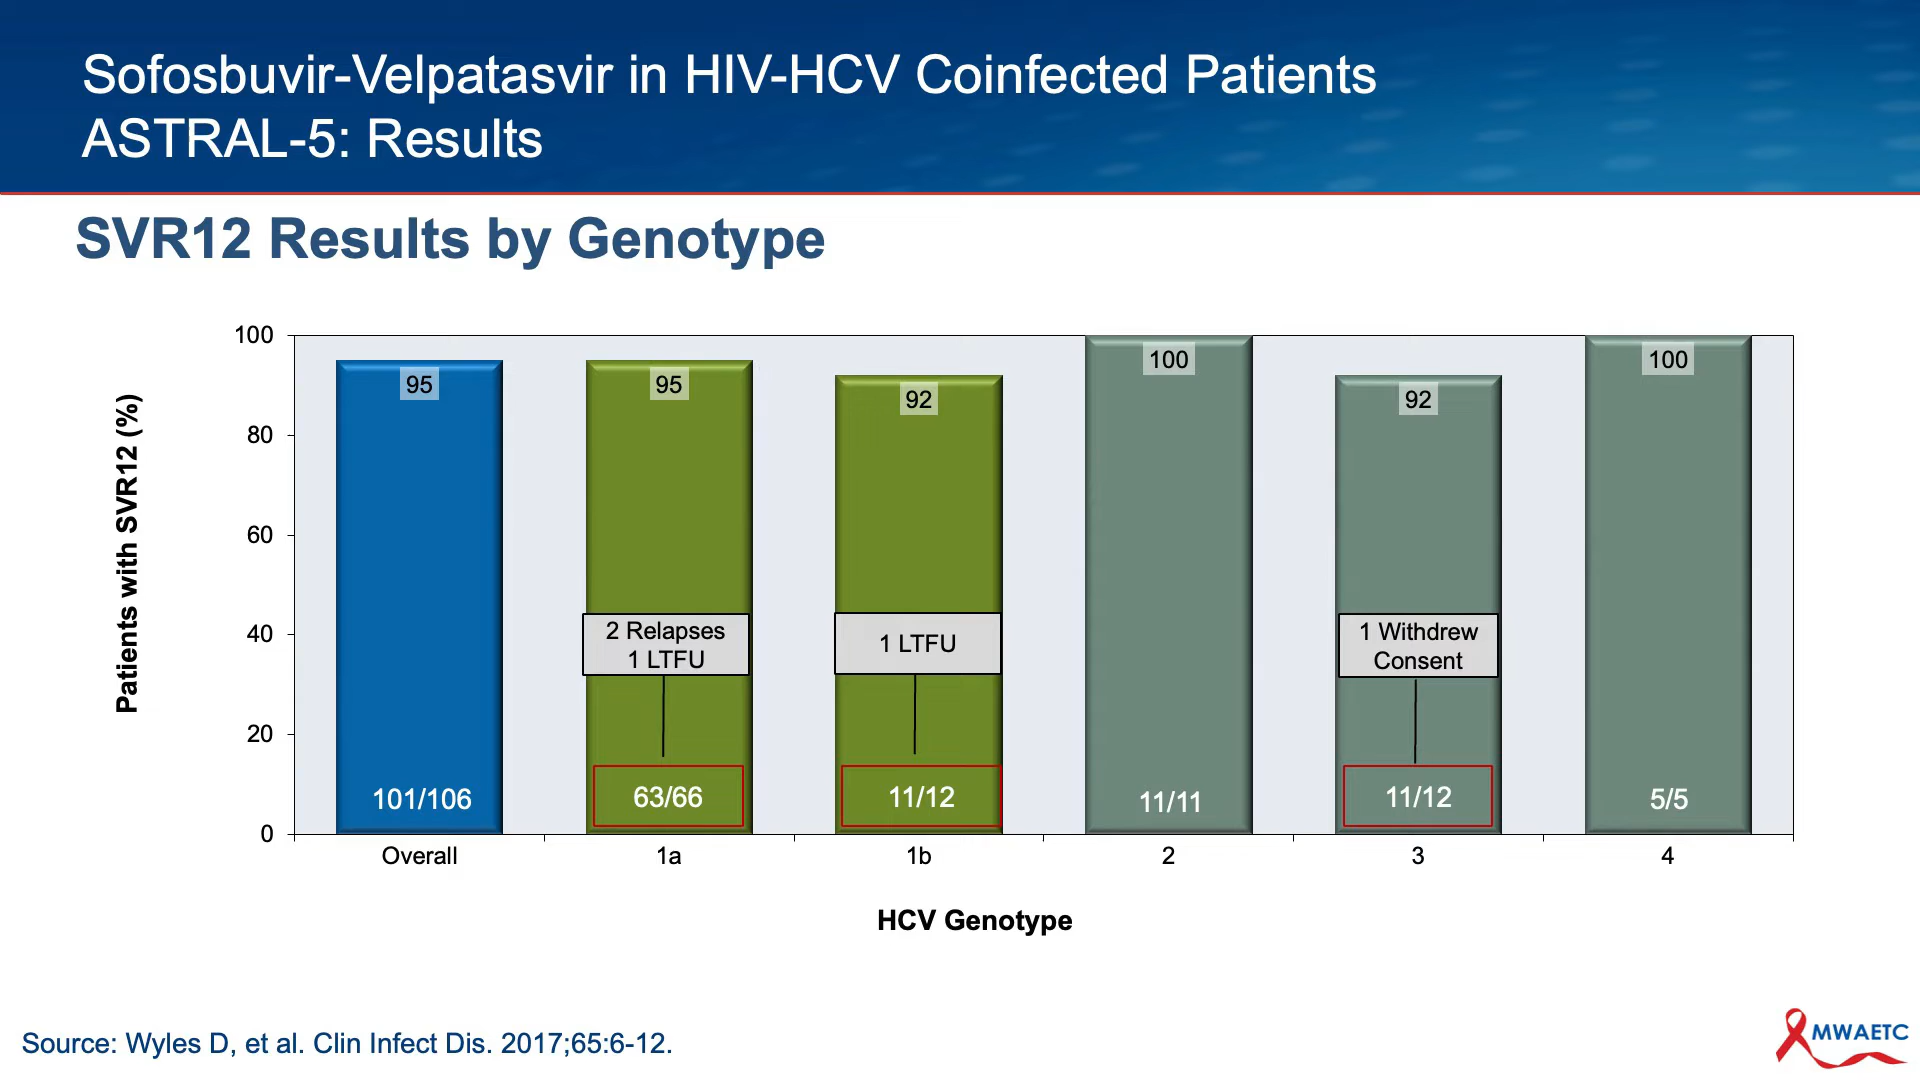 Sofosbuvir-Velpatasvir in HIV-HCV Coinfected Patients
ASTRAL-5: Results
SVR12 Results by Genotype
Patients with SVR12 (%)
100
80
60
40
20
0
95
95
92
100
92
100
2 Relapses
1 LTFU
1 LTFU
1 Withdrew
Consent
101/106
63/66
11/12
11/11
11/12
5/5
Overall
1a
1b
2
3
4
HCV Genotype
Source: Wyles D, et al. Clin Infect Dis. 2017;65:6-12.
MWAETC